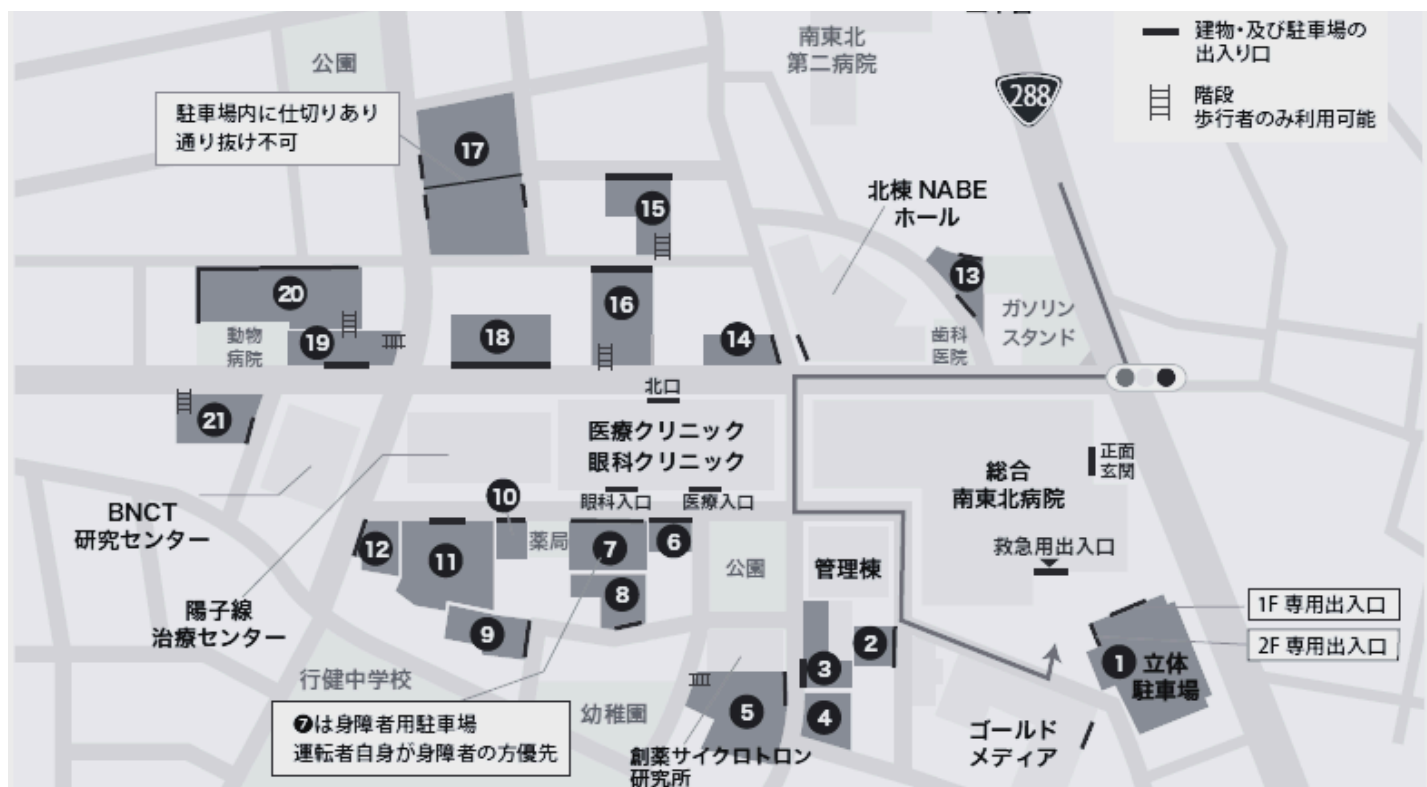 建物・及び駐車場の
出入り口
階段
歩行者のみ利用可能
南東北
第二病院
公園
288
駐車場内に仕切りあり
通り抜け不可
17
15
北棟 NABE
ホール
13
20
16
ガソリン
スタンド
動物
病院
19
18
14
歯科
医院
北口
21
医療クリニック
眼科クリニック
正面
玄関
総合
南東北病院
10
眼科入口
医療入口
BNCT
研究センター
12
11
薬局
7
6
公園
管理棟
救急用出入口
8
陽子線
治療センター
9
2
1F 専用出入口
2F 専用出入口
3
1
立体
駐車場
行健中学校
幼稚園
5
4
❼は身障者用駐車場
運転者自身が身障者の方優先
創薬サイクロトロン
研究所
ゴールド
メディア